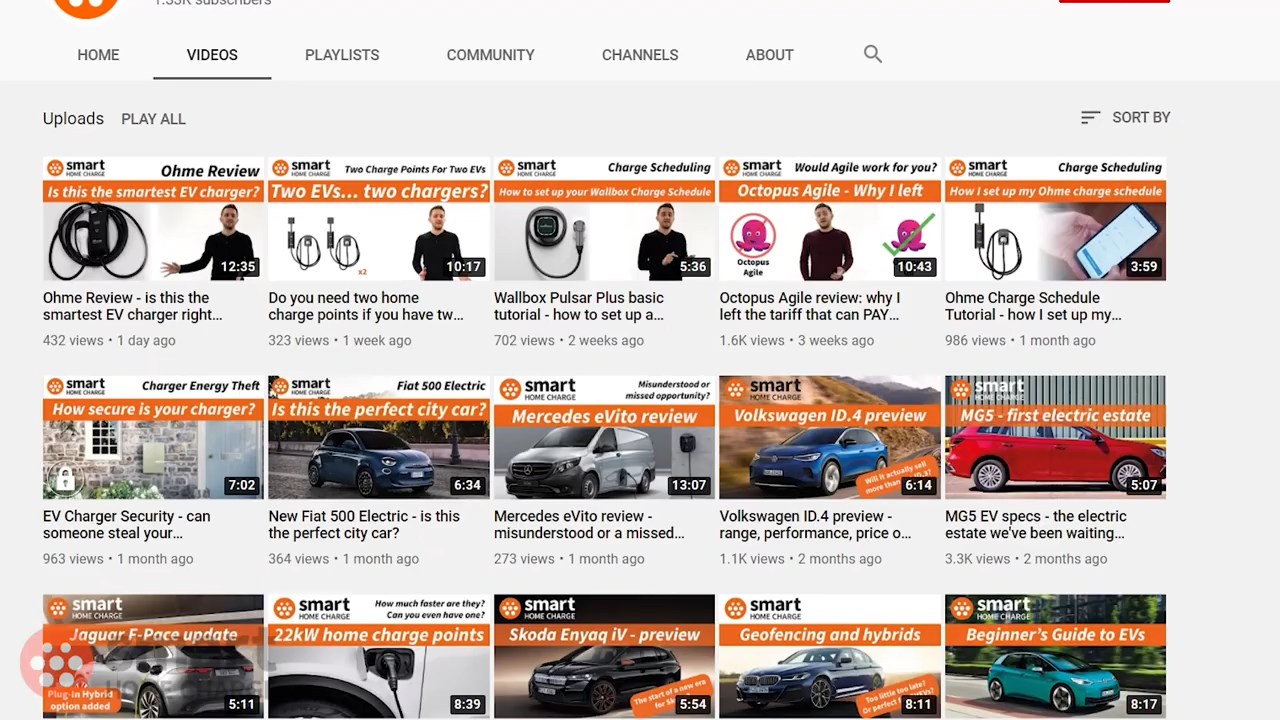 1.33K subscribers
HOME VIDEOS PLAYLISTS COMMUNITY CHANNELS ABOUT
Uploads PLAY ALL SORT BY
smart HOME CHARGE Ohme Review
Is this the smartest EV charger?
12:35
Ohme Review - is this the
smartest EV charger right...
432 views • 1 day ago
smart HOME CHARGE Two Charge Points For Two EVs
Two EVs... two chargers?
x2
10:17
Do you need two home
charge points if you have tw...
323 views • 1 week ago
smart HOME CHARGE Charge Scheduling
How to set up your Wallbox Charge Schedule
5:36
Wallbox Pulsar Plus basic
tutorial - how to set up a...
702 views • 2 weeks ago
smart HOME CHARGE Would Agile work for you?
Octopus Agile - Why I left
Octopus
Agile
10:43
Octopus Agile review: why I
left the tariff that can PAY...
1.6K views • 3 weeks ago
smart HOME CHARGE Charge Scheduling
How I set up my Ohme charge schedule
3:59
Ohme Charge Schedule
Tutorial - how I set up my...
986 views • 1 month ago
smart HOME CHARGE Charger Energy Theft
How secure is your charger?
7:02
EV Charger Security - can
someone steal your...
963 views • 1 month ago
smart HOME CHARGE Fiat 500 Electric
Is this the perfect city car?
6:34
New Fiat 500 Electric - is this
the perfect city car?
364 views • 1 month ago
smart HOME CHARGE Misunderstood or
missed opportunity?
Mercedes eVito review
13:07
Mercedes eVito review -
misunderstood or a missed...
273 views • 1 month ago
smart HOME CHARGE
Volkswagen ID.4 preview
Will it actually sell
more than
6:14
Volkswagen ID.4 preview -
range, performance, price o...
1.1K views • 2 months ago
smart HOME CHARGE
MG5 - first electric estate
5:07
MG5 EV specs - the electric
estate we've been waiting...
3.3K views • 2 months ago
smart HOME CHARGE
Jaguar F-Pace update
Plug-in Hybrid
option added
5:11
smart HOME CHARGE How much faster are they?
Can you even have one?
22kW home charge points
8:39
smart HOME CHARGE
Skoda Enyaq iV - preview
The start of a new era
5:54
smart HOME CHARGE
Geofencing and hybrids
Too little too late?
Or perfect
8:11
smart HOME CHARGE
Beginner's Guide to EVs
8:17